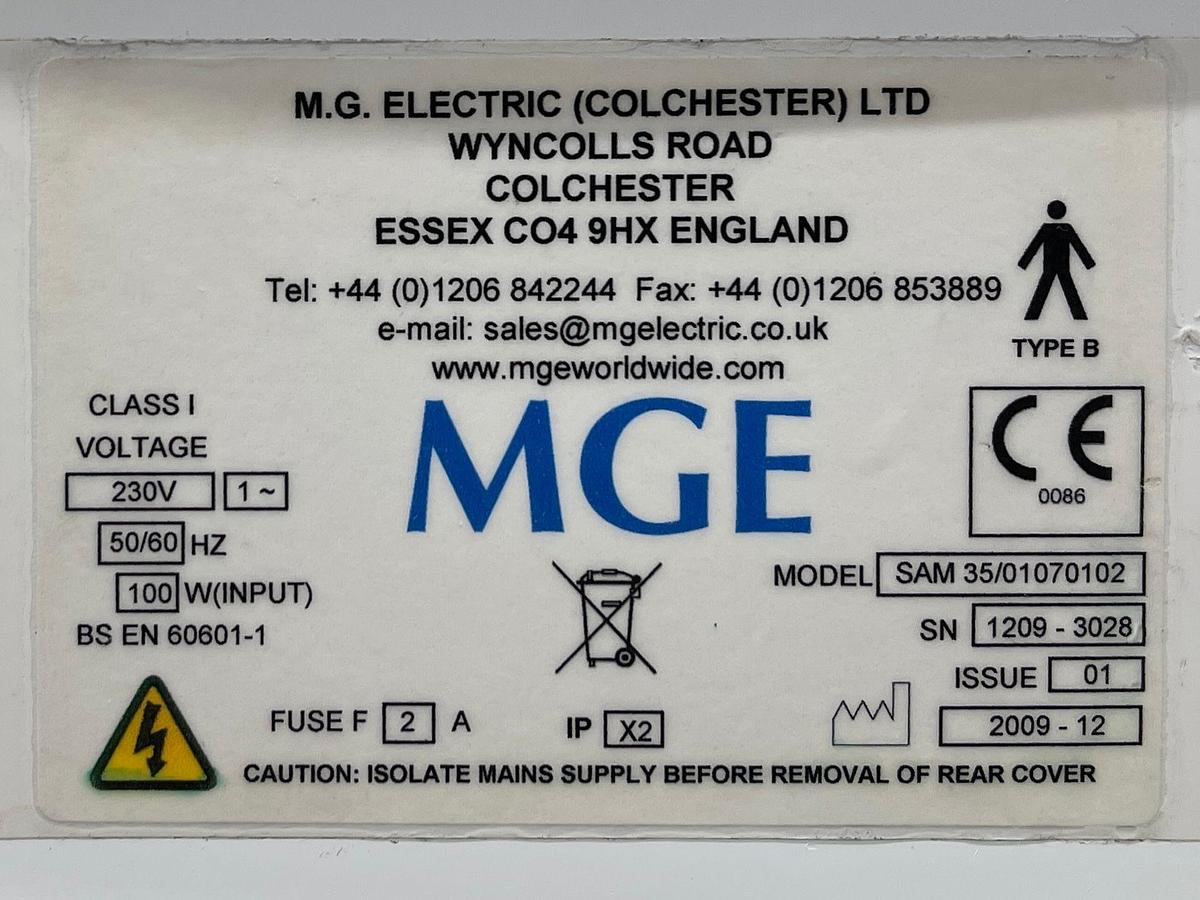 M.G. ELECTRIC (COLCHESTER) LTD
WYNCOLLS ROAD
COLCHESTER
ESSEX CO4 9HX ENGLAND
Tel: +44 (0)1206 842244 Fax: +44 (0)1206 853889
e-mail: sales@mgelectric.co.uk
www.mgeworldwide.com
TYPE B
CLASS I
VOLTAGE
230V 1 ~
50/60 HZ
100 W(INPUT)
BS EN 60601-1
MGE
CE
0086
MODEL SAM 35/01070102
SN 1209 - 3028
ISSUE 01
2009 - 12
FUSE F 2 A
IP X2
CAUTION: ISOLATE MAINS SUPPLY BEFORE REMOVAL OF REAR COVER